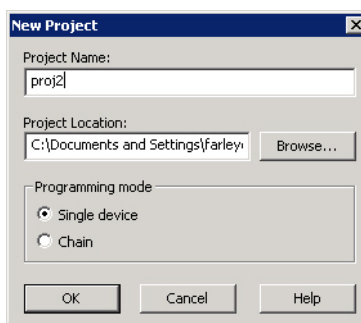 New Project
Project Name:
proj2
Project Location:
C:\Documents and Settings\farley
Browse...
Programming mode
Single device
Chain
OK
Cancel
Help